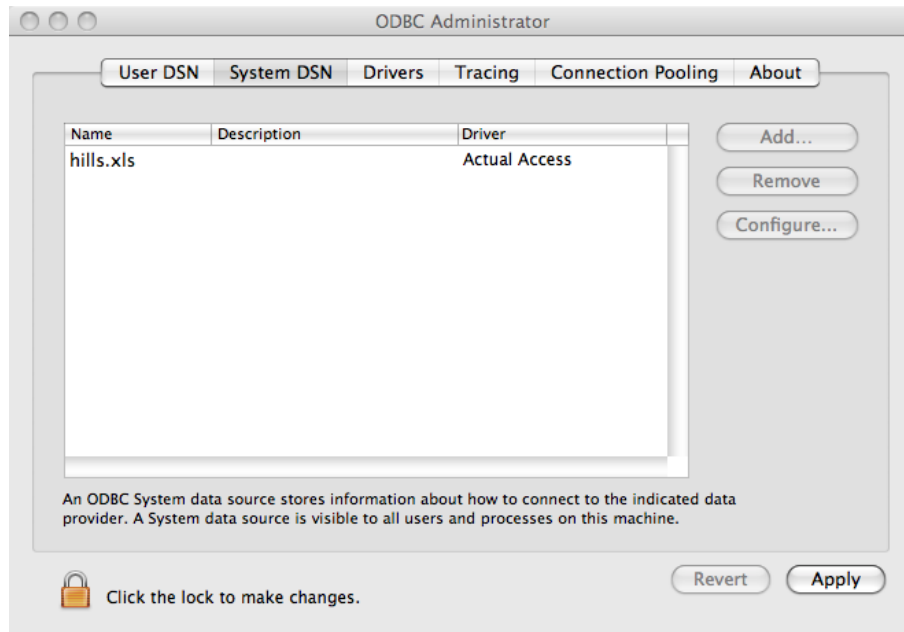 ODBC Administrator
User DSN System DSN Drivers Tracing Connection Pooling About
Name Description Driver
hills.xls Actual Access
Add...
Remove
Configure...
An ODBC System data source stores information about how to connect to the indicated data
provider. A System data source is visible to all users and processes on this machine.
Click the lock to make changes.
Revert Apply